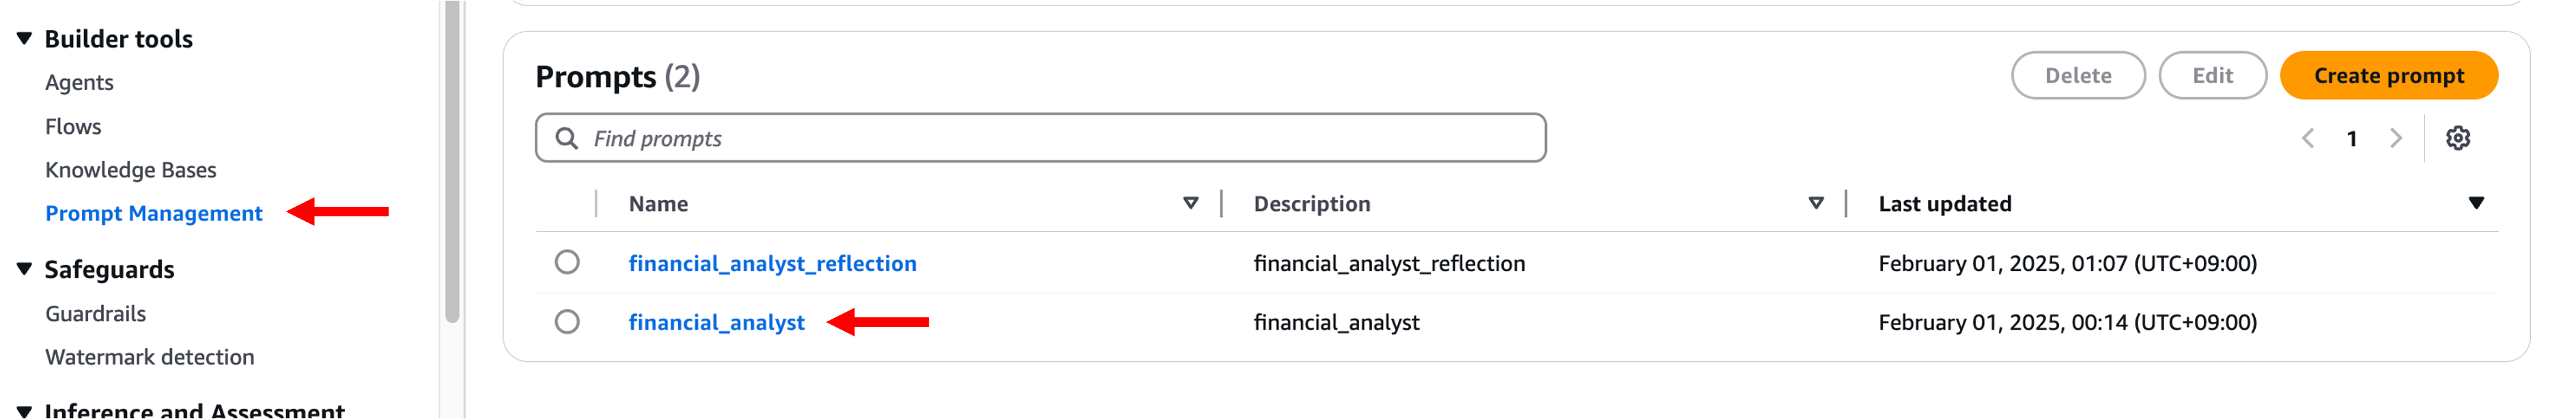 Builder tools
Agents
Flows
Knowledge Bases
Prompt Management
Safeguards
Guardrails
Watermark detection
Inference and Assessment
Prompts (2)
Delete
Edit
Create prompt
Find prompts
1
Name Description Last updated
financial_analyst_reflection financial_analyst_reflection February 01, 2025, 01:07 (UTC+09:00)
financial_analyst financial_analyst February 01, 2025, 00:14 (UTC+09:00)